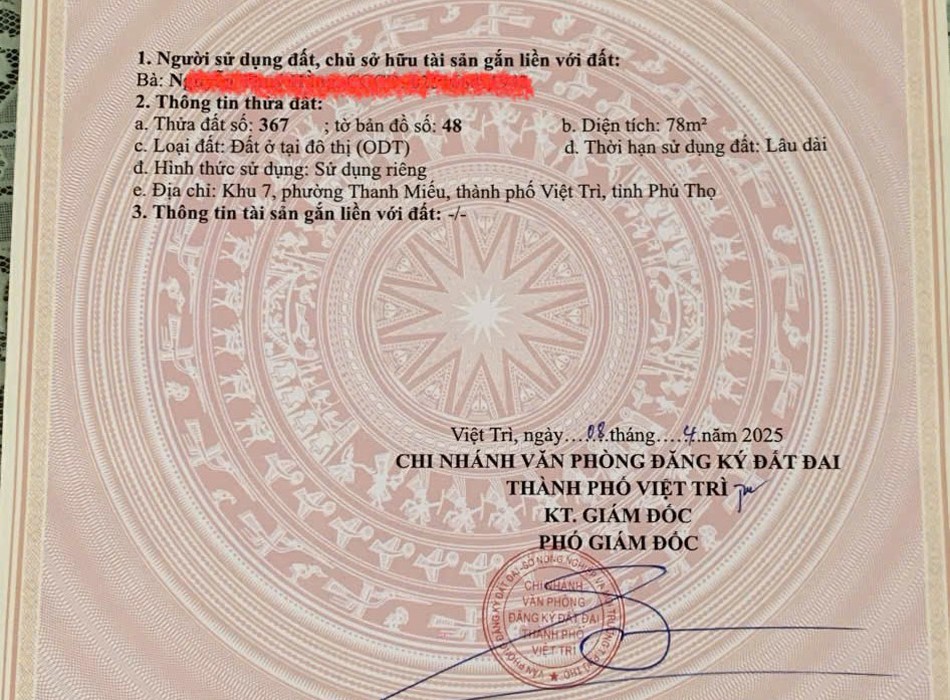 1. Người sử dụng đất, chủ sở hữu tài sản gắn liền với đất:
Bà:
2. Thông tin thửa đất:
a. Thửa đất số: 367 ; tờ bản đồ số: 48 b. Diện tích: 78m²
c. Loại đất: Đất ở tại đô thị (ODT) d. Thời hạn sử dụng đất: Lâu dài
đ. Hình thức sử dụng: Sử dụng riêng
e. Địa chỉ: Khu 7, phường Thanh Miếu, thành phố Việt Trì, tỉnh Phú Thọ
3. Thông tin tài sản gắn liền với đất: -/-
Việt Trì, ngày....08.tháng....4.năm 2025
CHI NHÁNH VĂN PHÒNG ĐĂNG KÝ ĐẤT ĐAI
THÀNH PHỐ VIỆT TRÌ
KT. GIÁM ĐỐC
PHÓ GIÁM ĐỐC
CHI NHÁNH
VĂN PHÒNG
ĐĂNG KÝ ĐẤT ĐAI
THÀNH PHỐ
VIỆT TRÌ